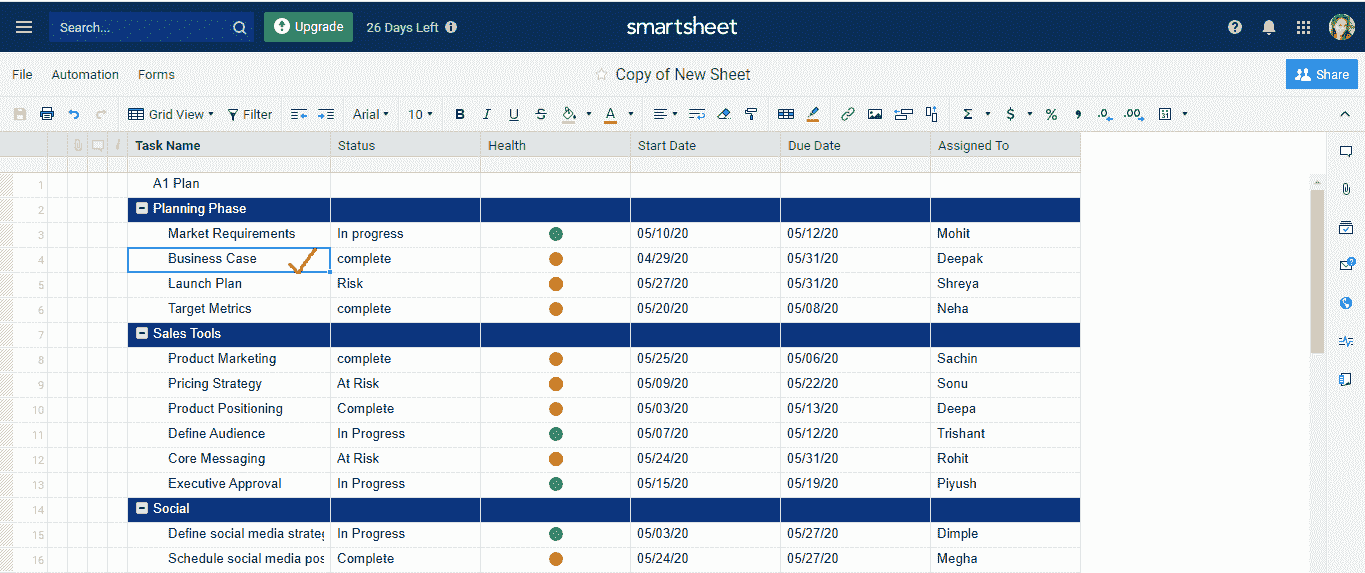 Search... Upgrade 26 Days Left smartsheet
File Automation Forms Copy of New Sheet Share
Grid View Filter Arial 10 B I U S A Σ $ % .0 .00
Task Name Status Health Start Date Due Date Assigned To
1 A1 Plan
2 Planning Phase
3 Market Requirements In progress 05/10/20 05/12/20 Mohit
4 Business Case complete 04/29/20 05/31/20 Deepak
5 Launch Plan Risk 05/27/20 05/31/20 Shreya
6 Target Metrics complete 05/20/20 05/08/20 Neha
7 Sales Tools
8 Product Marketing complete 05/25/20 05/06/20 Sachin
9 Pricing Strategy At Risk 05/09/20 05/22/20 Sonu
10 Product Positioning Complete 05/03/20 05/13/20 Deepa
11 Define Audience In Progress 05/07/20 05/12/20 Trishant
12 Core Messaging At Risk 05/24/20 05/31/20 Rohit
13 Executive Approval In Progress 05/15/20 05/19/20 Piyush
14 Social
15 Define social media strateg In Progress 05/03/20 05/27/20 Dimple
16 Schedule social media pos Complete 05/24/20 05/27/20 Megha